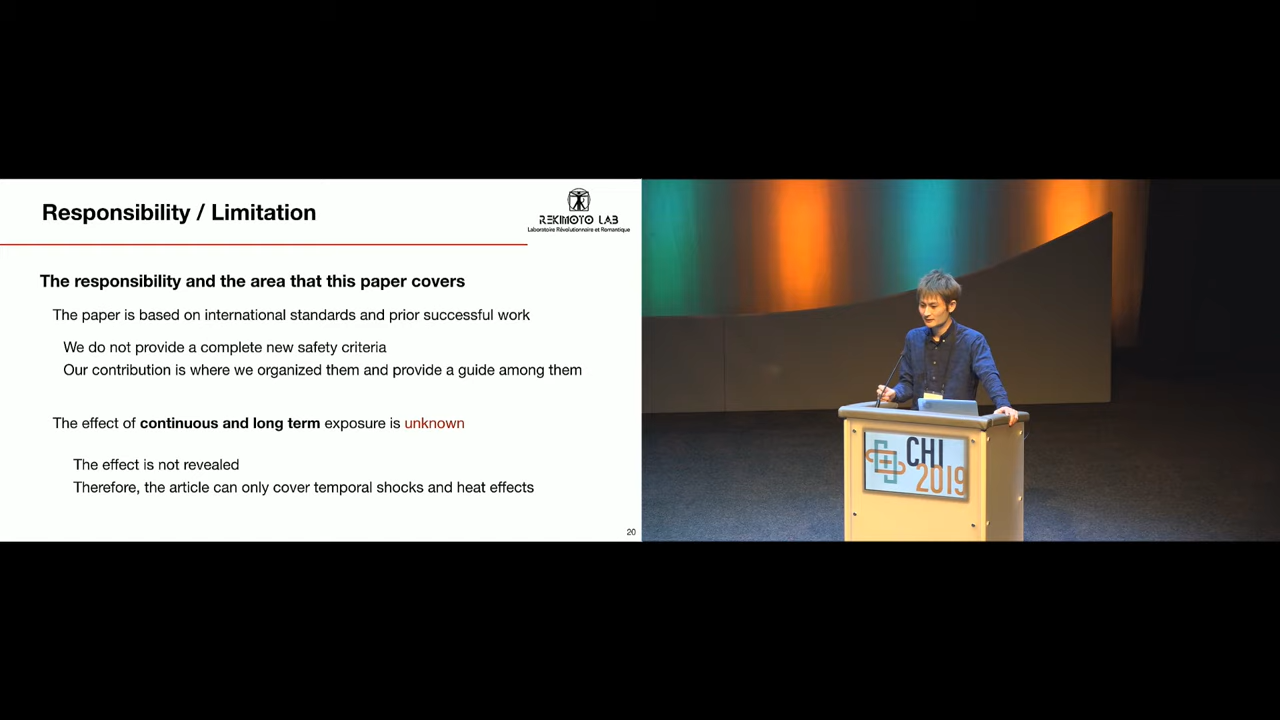 Responsibility / Limitation
REKIMOTO LAB
Laboratoire Révolutionnaire et Romantique
The responsibility and the area that this paper covers
The paper is based on international standards and prior successful work
We do not provide a complete new safety criteria
Our contribution is where we organized them and provide a guide among them
The effect of continuous and long term exposure is unknown
The effect is not revealed
Therefore, the article can only cover temporal shocks and heat effects
20
CHI
2019